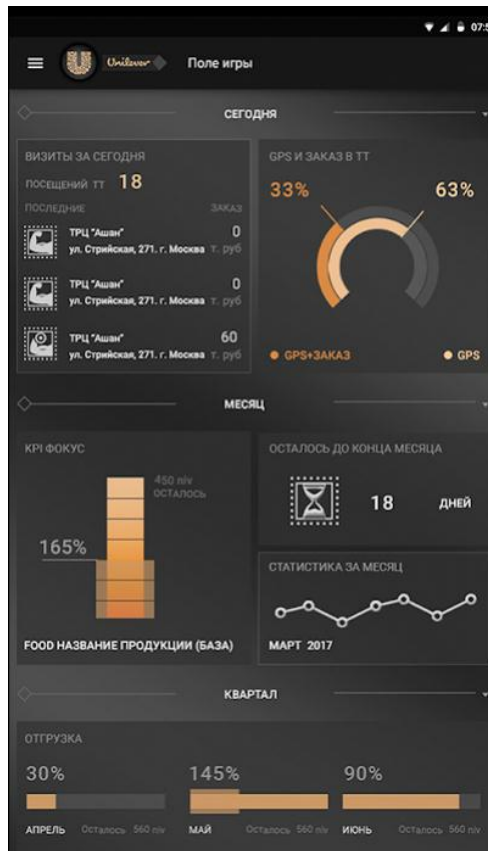 07:5
Unilever
Поле игры
СЕГОДНЯ
ВИЗИТЫ ЗА СЕГОДНЯ
ПОСЕЩЕНИЙ ТТ 18
ПОСЛЕДНИЕ ЗАКАЗ
ТРЦ "Ашан" 0
ул. Стрийская, 271. г. Москва т. руб
ТРЦ "Ашан" 0
ул. Стрийская, 271. г. Москва т. руб
ТРЦ "Ашан" 60
ул. Стрийская, 271. г. Москва т. руб
GPS И ЗАКАЗ В ТТ
33% 63%
GPS+ЗАКАЗ GPS
МЕСЯЦ
KPI ФОКУС
450 niv
ОСТАЛОСЬ
165%
FOOD НАЗВАНИЕ ПРОДУКЦИИ (БАЗА)
ОСТАЛОСЬ ДО КОНЦА МЕСЯЦА
18 ДНЕЙ
СТАТИСТИКА ЗА МЕСЯЦ
МАРТ 2017
КВАРТАЛ
ОТГРУЗКА
30% 145% 90%
АПРЕЛЬ Осталось 560 niv МАЙ Осталось 560 niv ИЮНЬ Осталось 560 niv